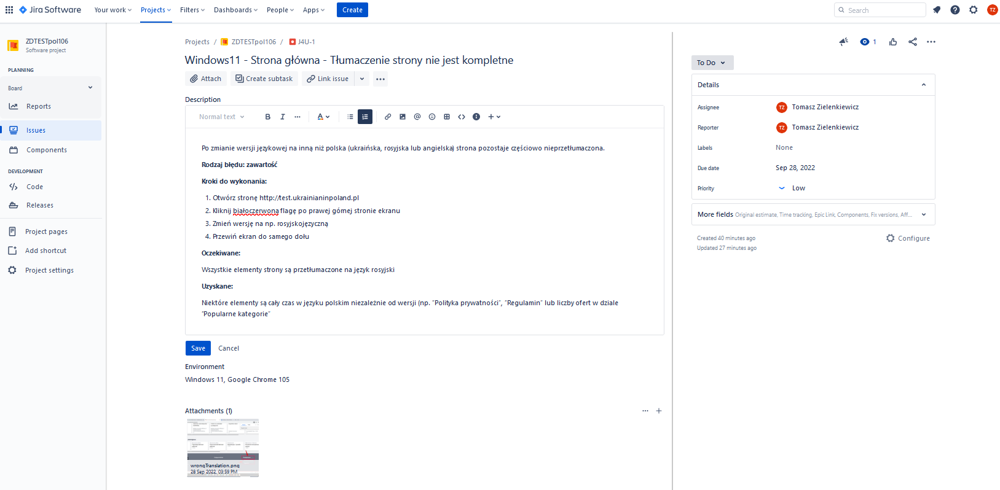 Jira Software Your work Projects Filters Dashboards People Apps Create Search TZ
ZDTESTpol106
Software project
PLANNING
Board
Reports
Issues
Components
DEVELOPMENT
Code
Releases
Project pages
Add shortcut
Project settings
Projects / ZDTESTpol106 / J4U-1
Windows11 - Strona główna - Tłumaczenie strony nie jest kompletne
Attach Create subtask Link issue
Description
Normal text B I A
Po zmianie wersji językowej na inną niż polska (ukraińska, rosyjska lub angielska) strona pozostaje częściowo nieprzetłumaczona.
Rodzaj błędu: zawartość
Kroki do wykonania:
1. Otwórz stronę http://test.ukrainianinpoland.pl
2. Kliknij białoczerwoną flagę po prawej górnej stronie ekranu
3. Zmień wersję na np. rosyjskojęzyczną
4. Przewiń ekran do samego dołu
Oczekiwane:
Wszystkie elementy strony są przetłumaczone na język rosyjski
Uzyskane:
Niektóre elementy są cały czas w języku polskim niezależnie od wersji (np. “Polityka prywatności”, “Regulamin” lub liczby ofert w dziale
“Popularne kategorie”
Save Cancel
Environment
Windows 11, Google Chrome 105
Attachments (1)
wrongTranslation.png
28 Sep 2022, 03:59 PM
1
To Do
Details
Assignee TZ Tomasz Zielenkiewicz
Reporter TZ Tomasz Zielenkiewicz
Labels None
Due date Sep 28, 2022
Priority Low
More fields Original estimate, Time tracking, Epic Link, Components, Fix versions, Aff...
Created 40 minutes ago Configure
Updated 27 minutes ago